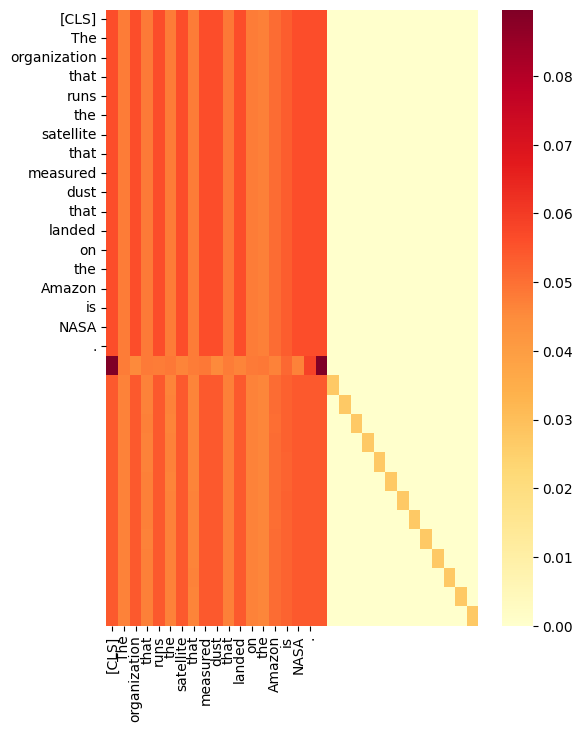 [CLS]
The
organization
that
runs
the
satellite
that
measured
dust
that
landed
on
the
Amazon
is
NASA
.
0.08
0.07
0.06
0.05
0.04
0.03
0.02
0.01
0.00
[CLS]
The
organization
that
runs
the
satellite
that
measured
dust
that
landed
on
the
Amazon
is
NASA
.